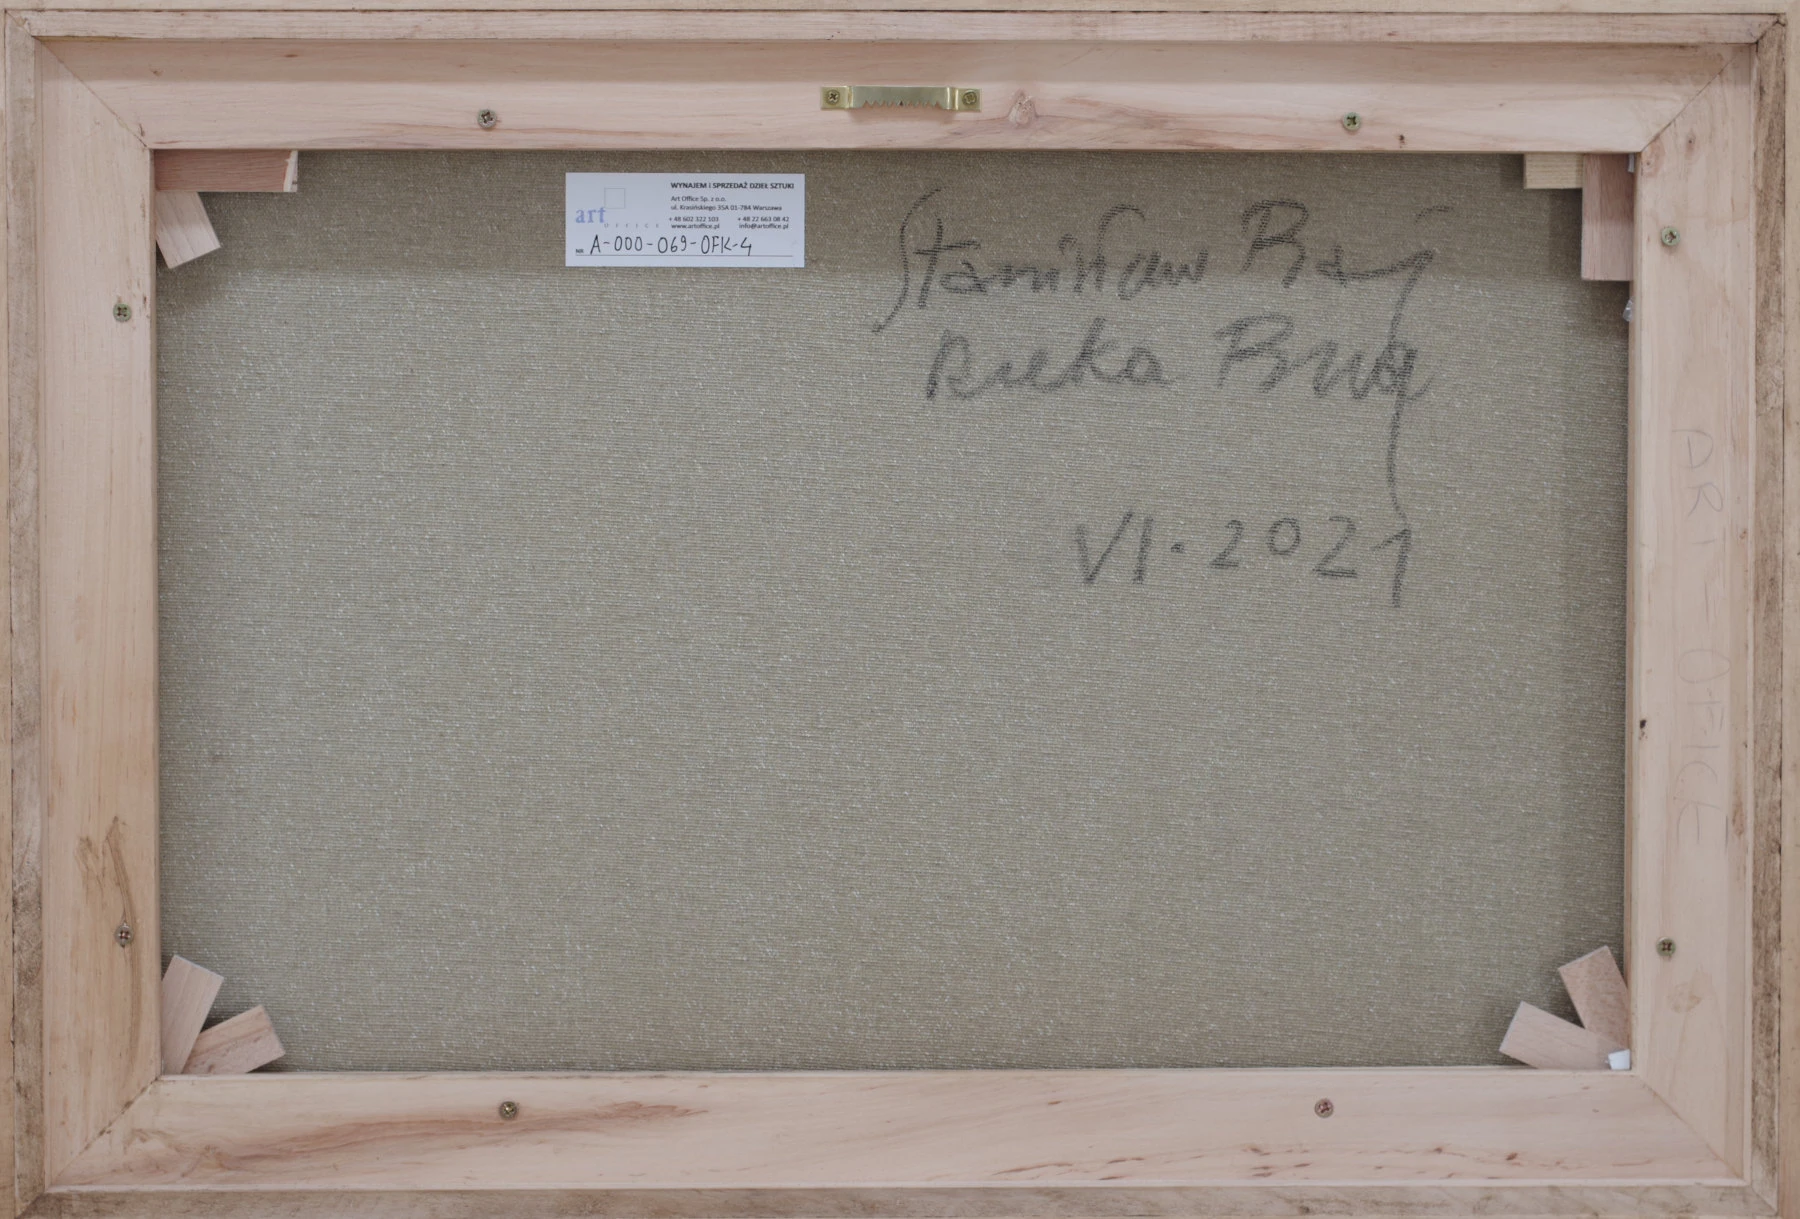 WYNAJEM I SPRZEDAŻ DZIEŁ SZTUKI
Art Office Sp. z o.o.
ul. Krasińskiego 35A 01-784 Warszawa
+48 602 322 103 +48 22 663 08 42
www.artoffice.pl info@artoffice.pl
art
OFFICE
NR A-000-069-OFK-4
Stanisław Baj
Rzeka Bug
VI·2021
ART-OFFICE